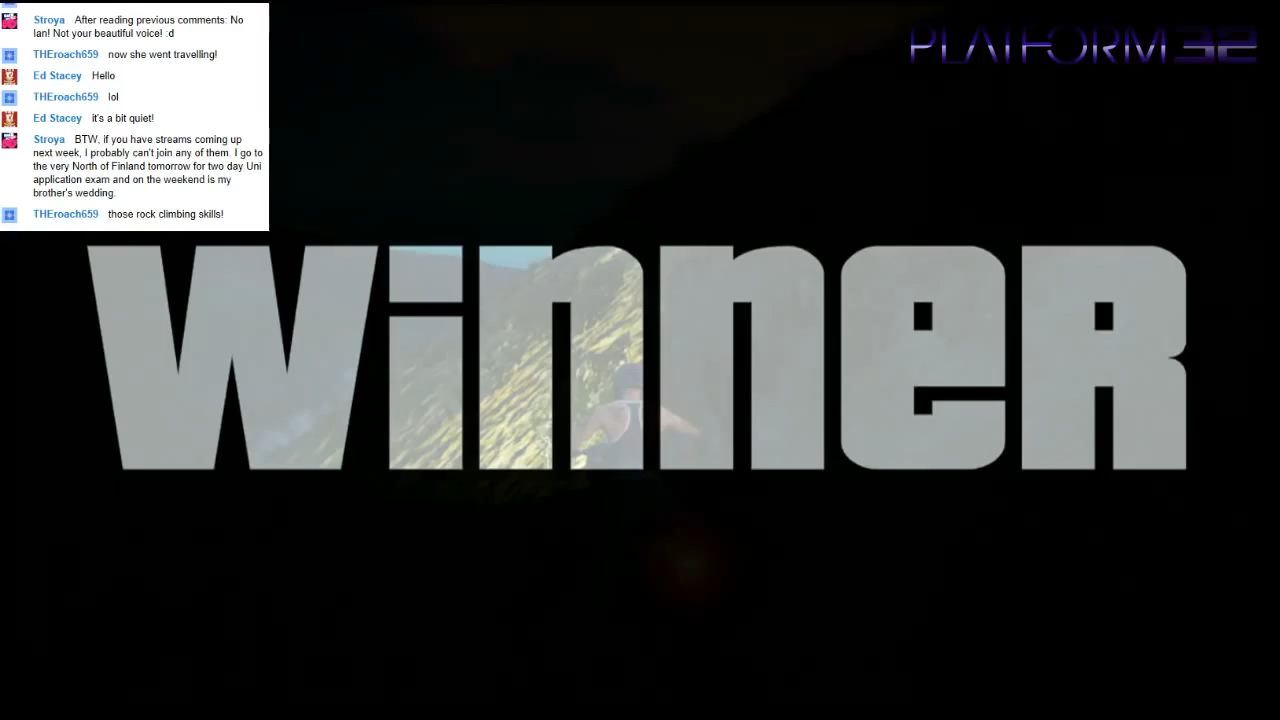 Stroya After reading previous comments: No
Ian! Not your beautiful voice! :d
THEroach659 now she went travelling!
Ed Stacey Hello
THEroach659 lol
Ed Stacey it's a bit quiet!
Stroya BTW, if you have streams coming up
next week, I probably can't join any of them. I go to
the very North of Finland tomorrow for two day Uni
application exam and on the weekend is my
brother's wedding.
THEroach659 those rock climbing skills!
PLATFORM32
WinneR